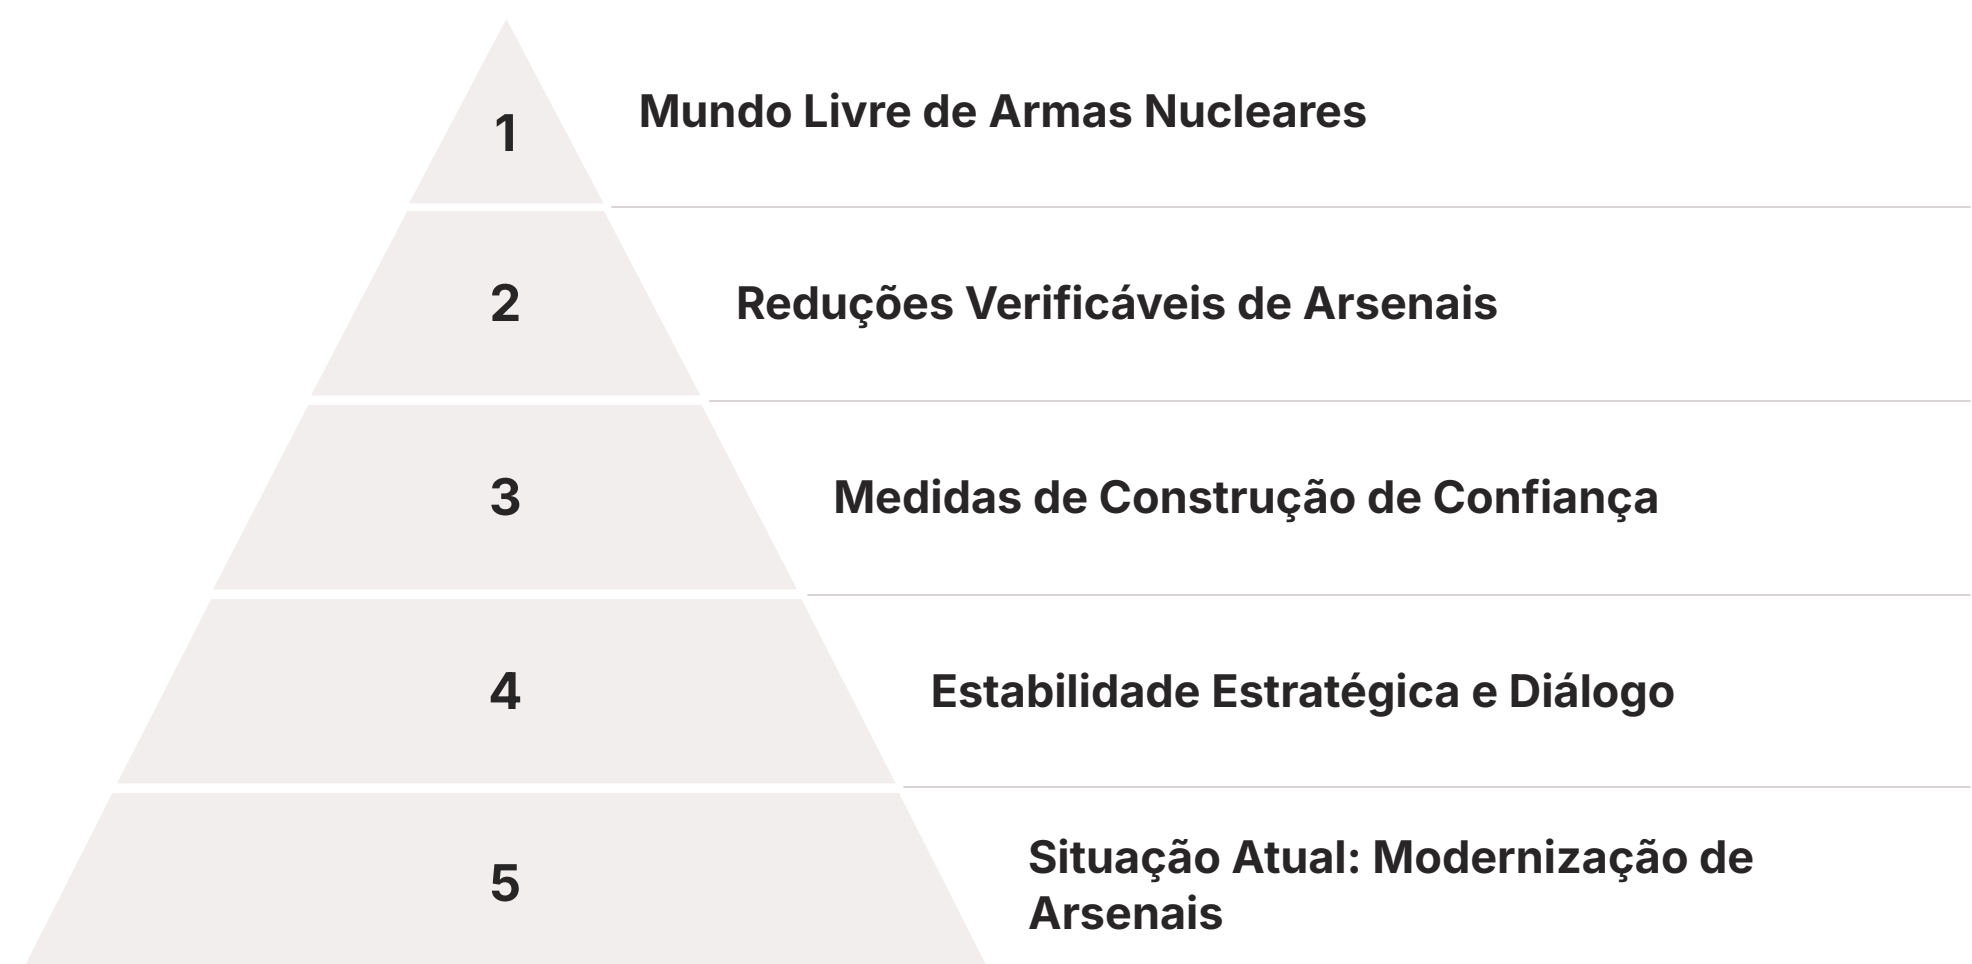 1
Mundo Livre de Armas Nucleares
2
Reduções Verificáveis de Arsenais
3
Medidas de Construção de Confiança
4
Estabilidade Estratégica e Diálogo
5
Situação Atual: Modernização de
Arsenais